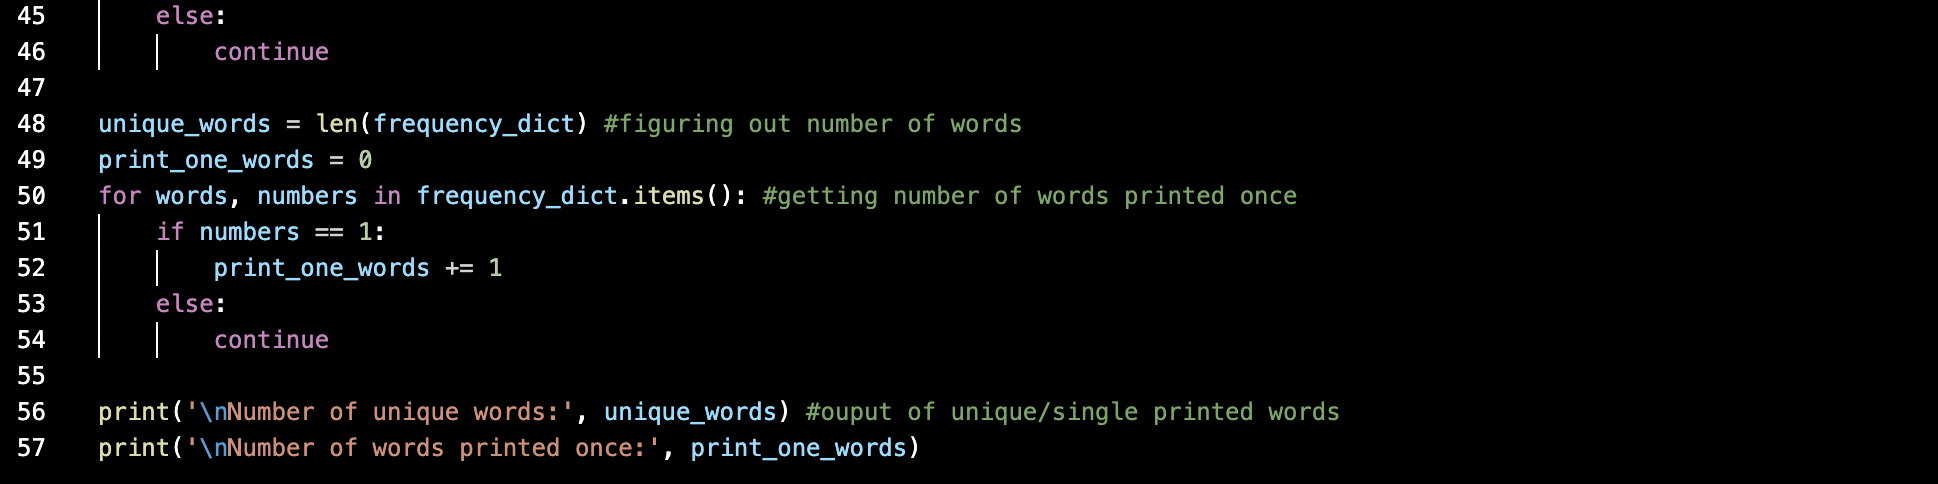 45 else:
46 continue
47
48 unique_words = len(frequency_dict) #figuring out number of words
49 print_one_words = 0
50 for words, numbers in frequency_dict.items(): #getting number of words printed once
51 if numbers == 1:
52 print_one_words += 1
53 else:
54 continue
55
56 print('\nNumber of unique words:', unique_words) #ouput of unique/single printed words
57 print('\nNumber of words printed once:', print_one_words)